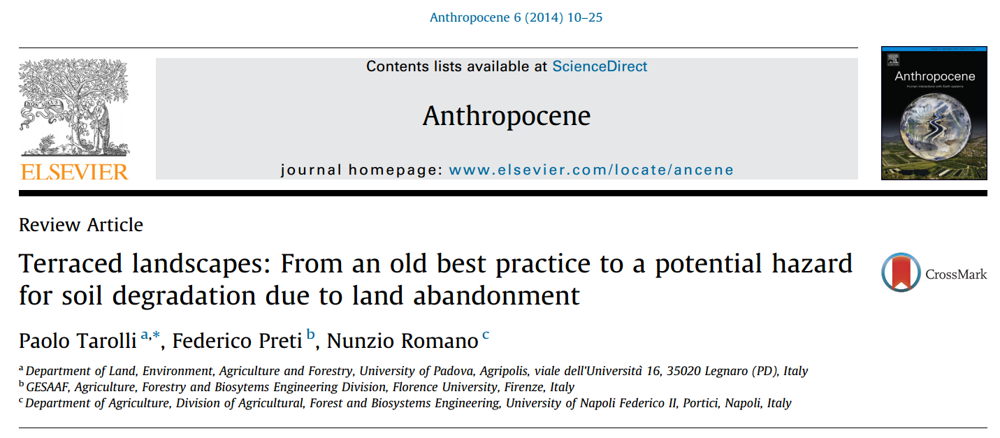 Anthropocene 6 (2014) 10–25
Contents lists available at ScienceDirect
Anthropocene
journal homepage: www.elsevier.com/locate/ancene
NON SOLUS
ELSEVIER
Anthropocene
Human interactions with Earth systems
Review Article
Terraced landscapes: From an old best practice to a potential hazard
for soil degradation due to land abandonment
CrossMark
Paolo Tarolli a,*, Federico Preti b, Nunzio Romano c
a Department of Land, Environment, Agriculture and Forestry, University of Padova, Agripolis, viale dell'Università 16, 35020 Legnaro (PD), Italy
b GESAAF, Agriculture, Forestry and Biosytems Engineering Division, Florence University, Firenze, Italy
c Department of Agriculture, Division of Agricultural, Forest and Biosystems Engineering, University of Napoli Federico II, Portici, Napoli, Italy